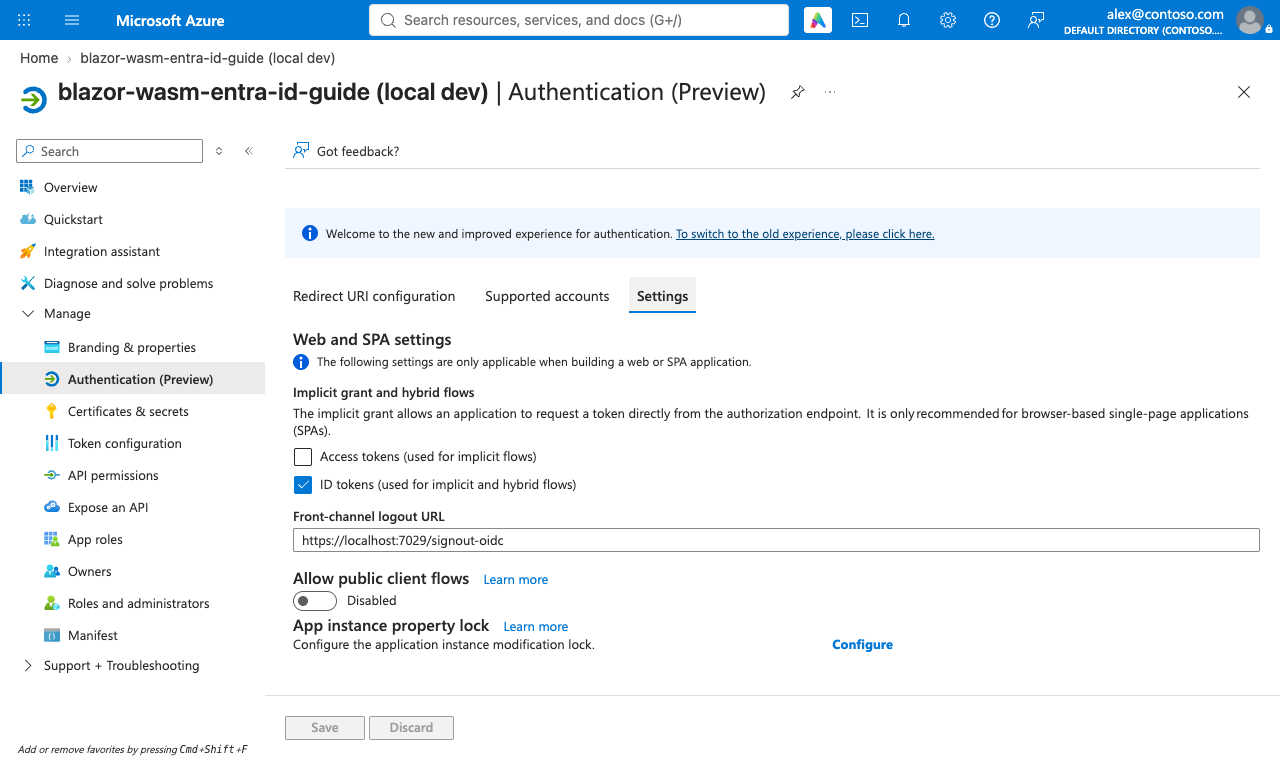 Microsoft Azure
Search resources, services, and docs (G+/)
alex@contoso.com
DEFAULT DIRECTORY (CONTOSO....
Home > blazor-wasm-entra-id-guide (local dev)
blazor-wasm-entra-id-guide (local dev) | Authentication (Preview)
Search
Got feedback?
Overview
Quickstart
Integration assistant
Diagnose and solve problems
Manage
Branding & properties
Authentication (Preview)
Certificates & secrets
Token configuration
API permissions
Expose an API
App roles
Owners
Roles and administrators
Manifest
Support + Troubleshooting
Add or remove favorites by pressing Cmd+Shift+F
Welcome to the new and improved experience for authentication. To switch to the old experience, please click here.
Redirect URI configuration
Supported accounts
Settings
Web and SPA settings
The following settings are only applicable when building a web or SPA application.
Implicit grant and hybrid flows
The implicit grant allows an application to request a token directly from the authorization endpoint. It is only recommended for browser-based single-page applications
(SPAs).
Access tokens (used for implicit flows)
ID tokens (used for implicit and hybrid flows)
Front-channel logout URL
https://localhost:7029/signout-oidc
Allow public client flows Learn more
Disabled
App instance property lock Learn more
Configure the application instance modification lock. Configure
Save
Discard